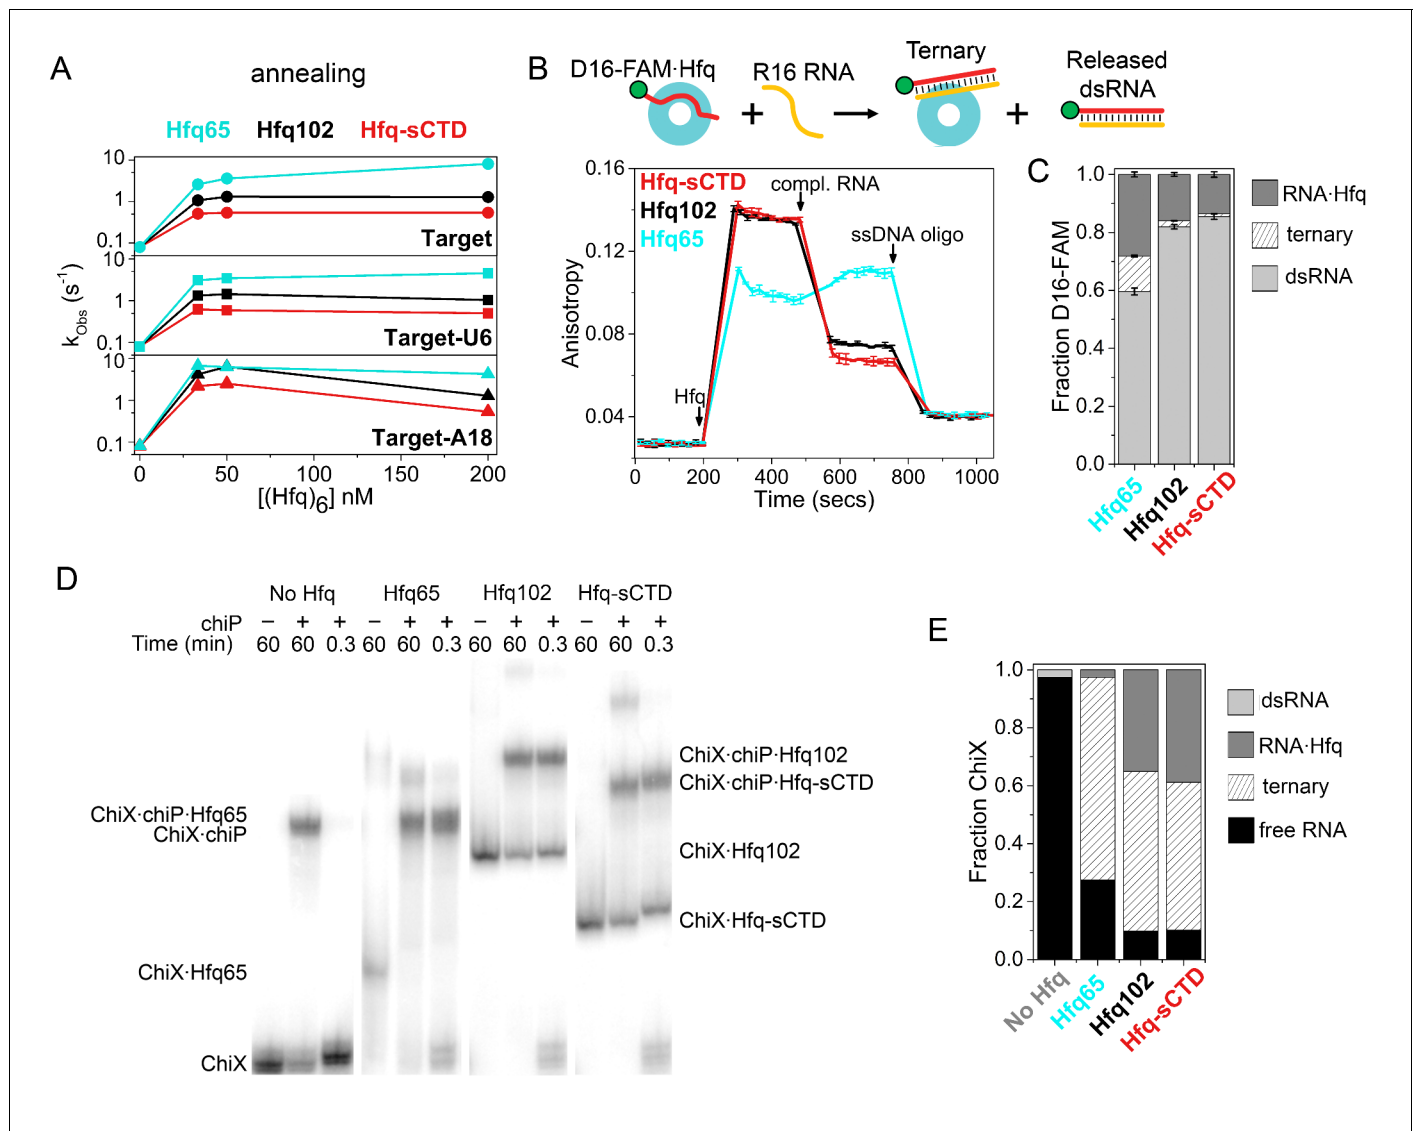 A
annealing
Hfq65 Hfq102 Hfq-sCTD
10
1
0.1
Target
10
1
0.1
Target-U6
10
1
0.1
Target-A18
kObs (s-1)
0 50 100 150 200
[(Hfq)6] nM
B
D16-FAM·Hfq
R16 RNA
Ternary
Released
dsRNA
+ +
0.16
0.12
0.08
0.04
Anisotropy
Hfq-sCTD
Hfq102
Hfq65
compl. RNA
ssDNA oligo
Hfq
0 200 400 600 800 1000
Time (secs)
C
1.0
0.8
0.6
0.4
0.2
0.0
Fraction D16-FAM
RNA·Hfq
ternary
dsRNA
Hfq65
Hfq102
Hfq-sCTD
D
No Hfq Hfq65 Hfq102 Hfq-sCTD
chiP – + + – + + – + + – + +
Time (min) 60 60 0.3 60 60 0.3 60 60 0.3 60 60 0.3
ChiX·chiP·Hfq65
ChiX·chiP
ChiX·Hfq65
ChiX
ChiX·chiP·Hfq102
ChiX·chiP·Hfq-sCTD
ChiX·Hfq102
ChiX·Hfq-sCTD
E
1.0
0.8
0.6
0.4
0.2
0.0
Fraction ChiX
dsRNA
RNA·Hfq
ternary
free RNA
No Hfq
Hfq65
Hfq102
Hfq-sCTD